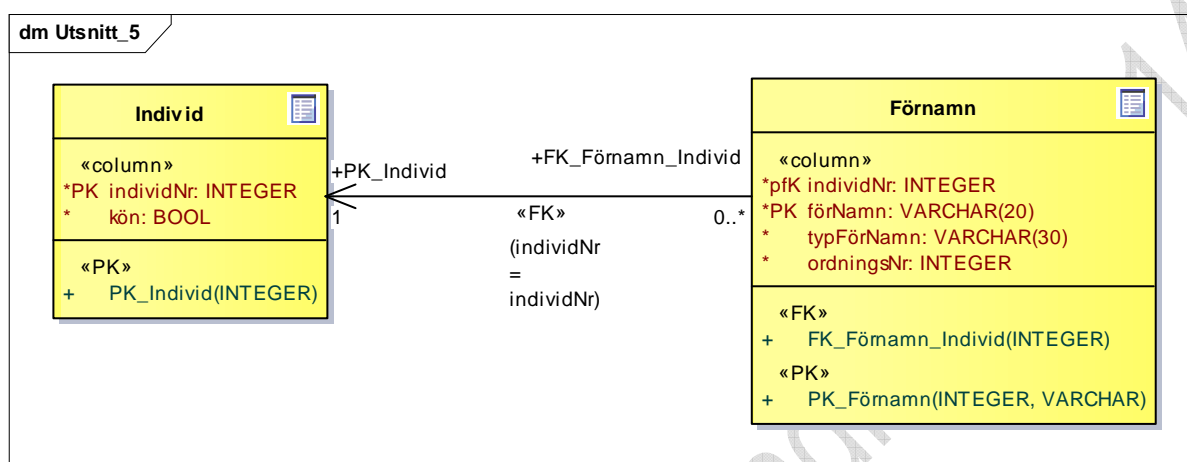 dm Utsnitt_5
Individ
«column»
*PK individNr: INTEGER
* kön: BOOL
«PK»
+ PK_Individ(INTEGER)
+PK_Individ
1
+FK_Förnamn_Individ
0..*
«FK»
(individNr
=
individNr)
Förnamn
«column»
*pfK individNr: INTEGER
*PK förNamn: VARCHAR(20)
* typFörNamn: VARCHAR(30)
* ordningsNr: INTEGER
«FK»
+ FK_Förnamn_Individ(INTEGER)
«PK»
+ PK_Förnamn(INTEGER, VARCHAR)